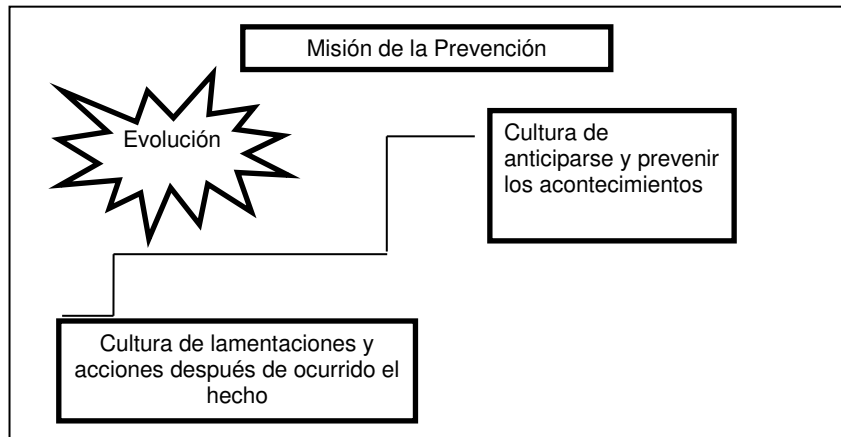 Misión de la Prevención
Evolución
Cultura de
anticiparse y prevenir
los acontecimientos
Cultura de lamentaciones y
acciones después de ocurrido el
hecho